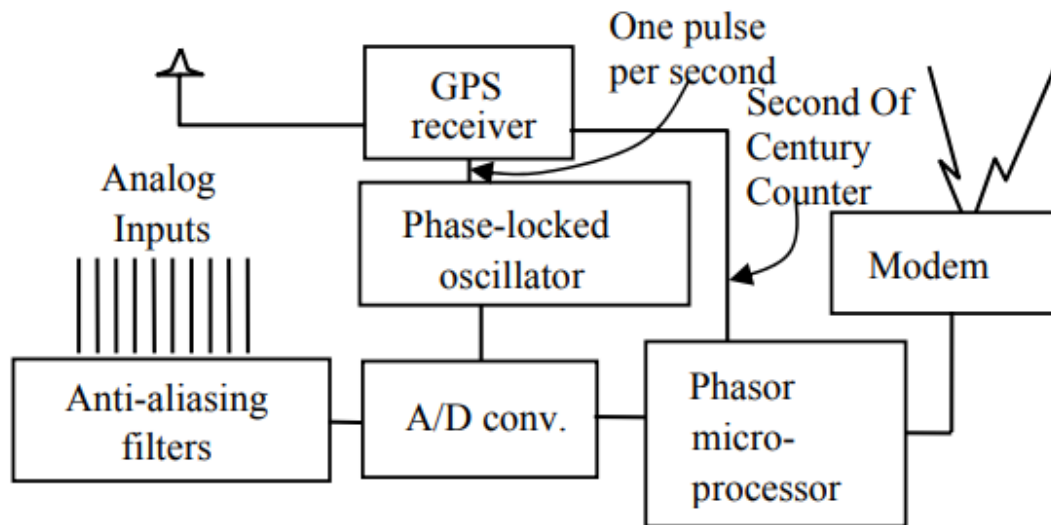 One pulse
per second
GPS
receiver
Second Of
Century
Counter
Analog
Inputs
Phase-locked
oscillator
Modem
Anti-aliasing
filters
A/D conv.
Phasor
micro-
processor